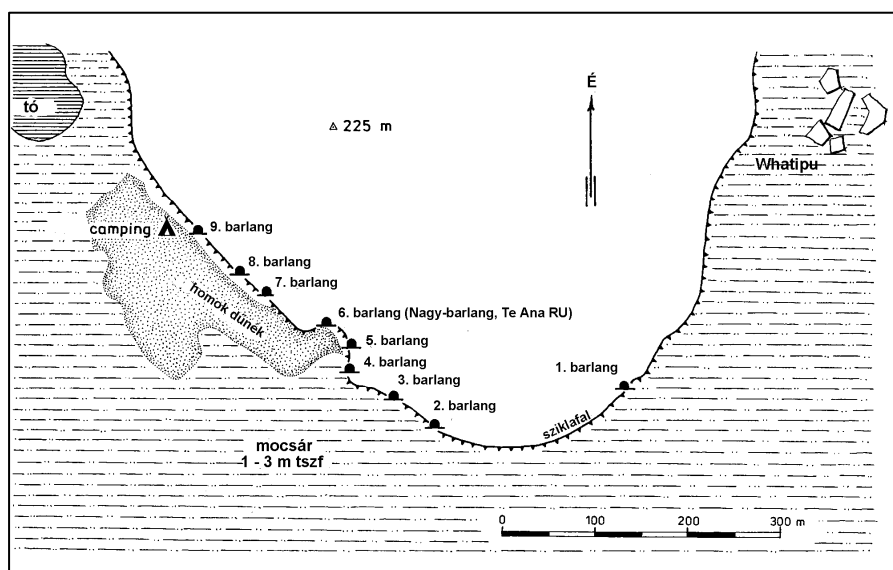 É
tó
225 m
Whatipu
camping
9. barlang
8. barlang
7. barlang
homok dűnék
6. barlang (Nagy-barlang, Te Ana RU)
5. barlang
4. barlang
3. barlang
1. barlang
2. barlang
sziklafal
mocsár
1 - 3 m tszf
0 100 200 300 m